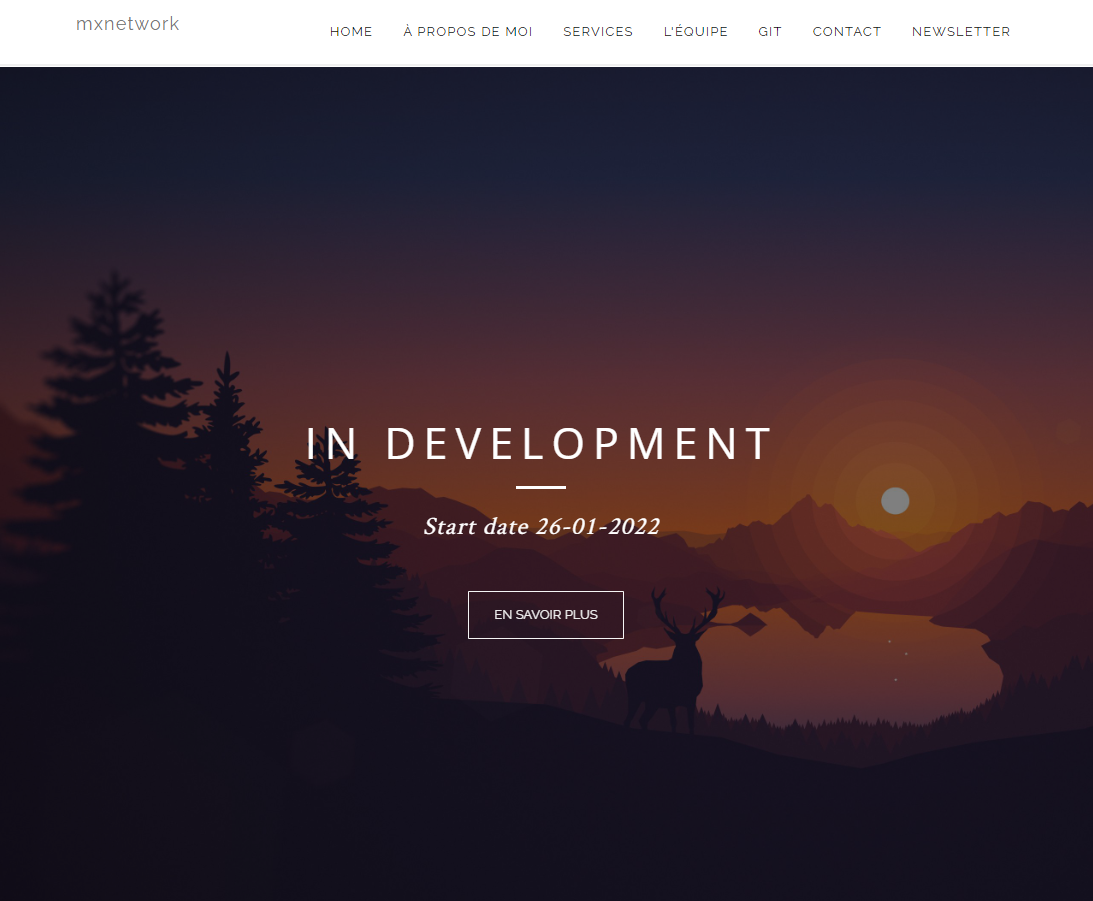 mxnetwork
HOME À PROPOS DE MOI SERVICES L'ÉQUIPE GIT CONTACT NEWSLETTER
IN DEVELOPMENT
Start date 26-01-2022
EN SAVOIR PLUS